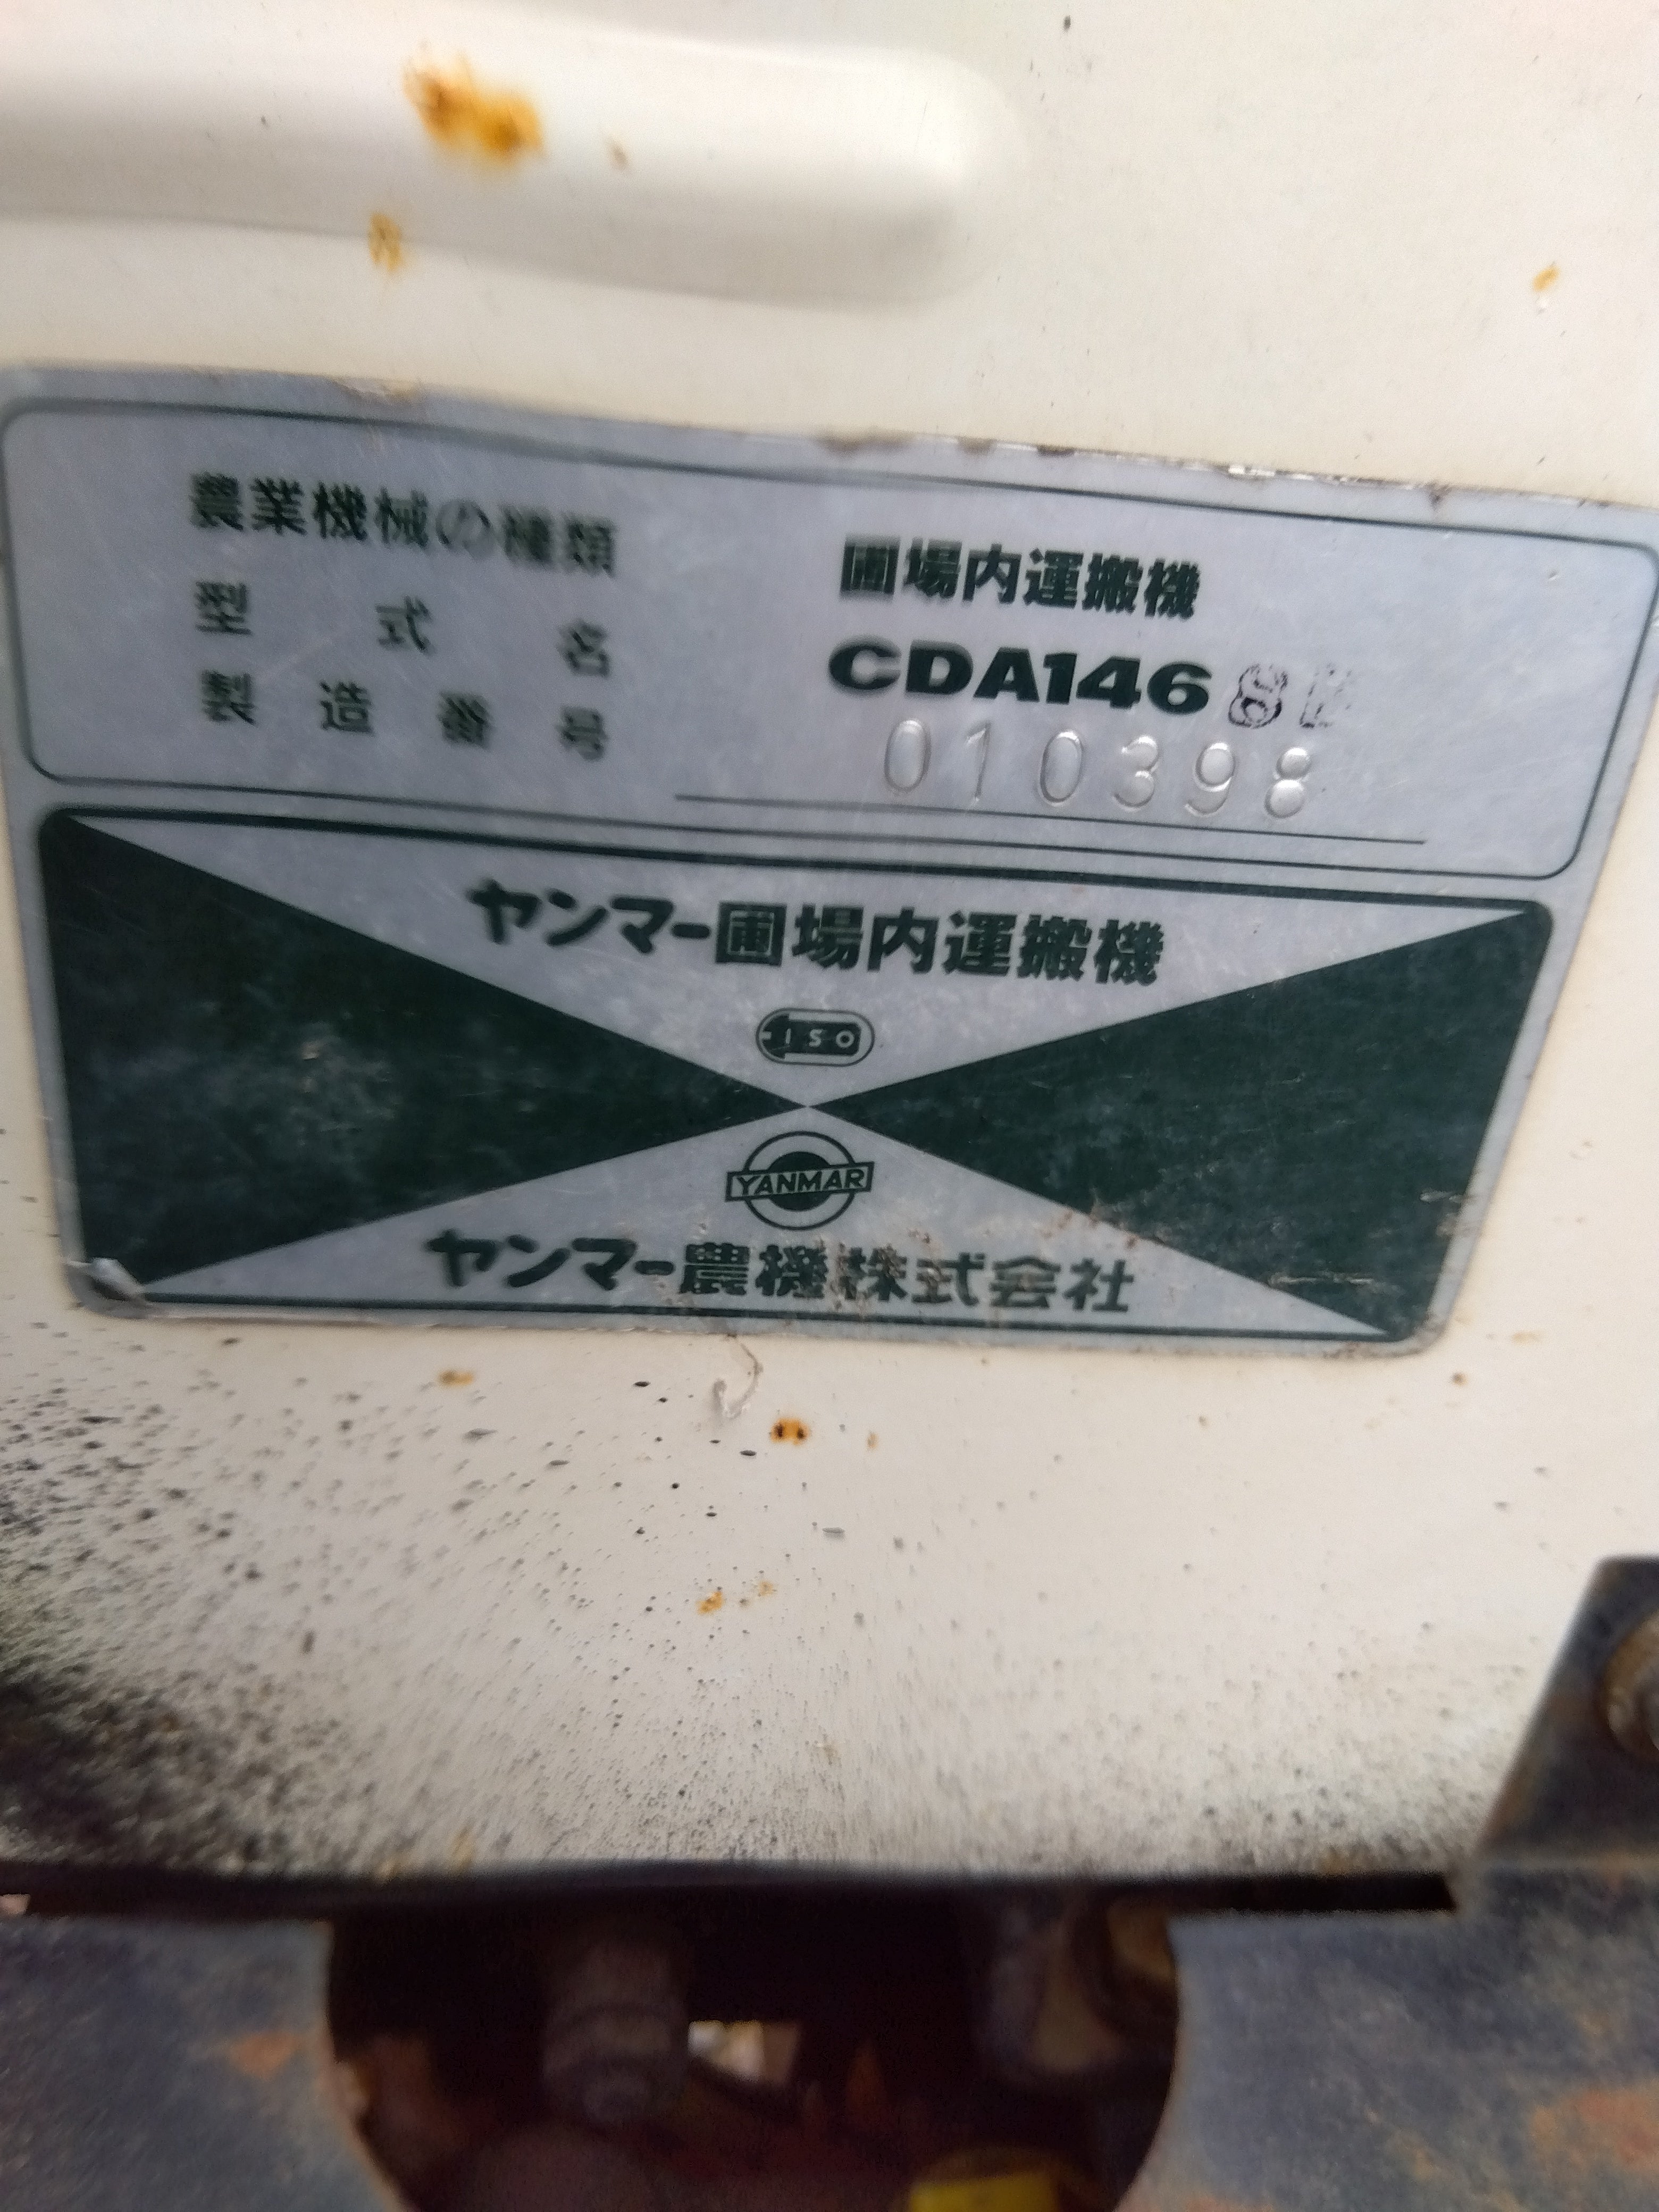 農業機械の種類 圃場内運搬機
型式名 CDA146
製造番号 010398
ヤンマー圃場内運搬機
ISO
YANMAR
ヤンマー農機株式会社